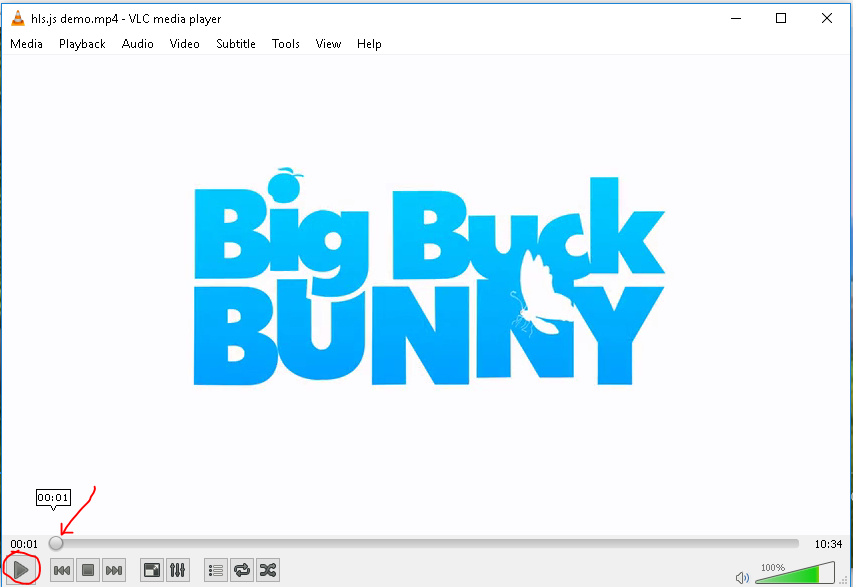 hls.js demo.mp4 - VLC media player
Media Playback Audio Video Subtitle Tools View Help
Big Buck
BUNNY
00:01
00:01 10:34
100%